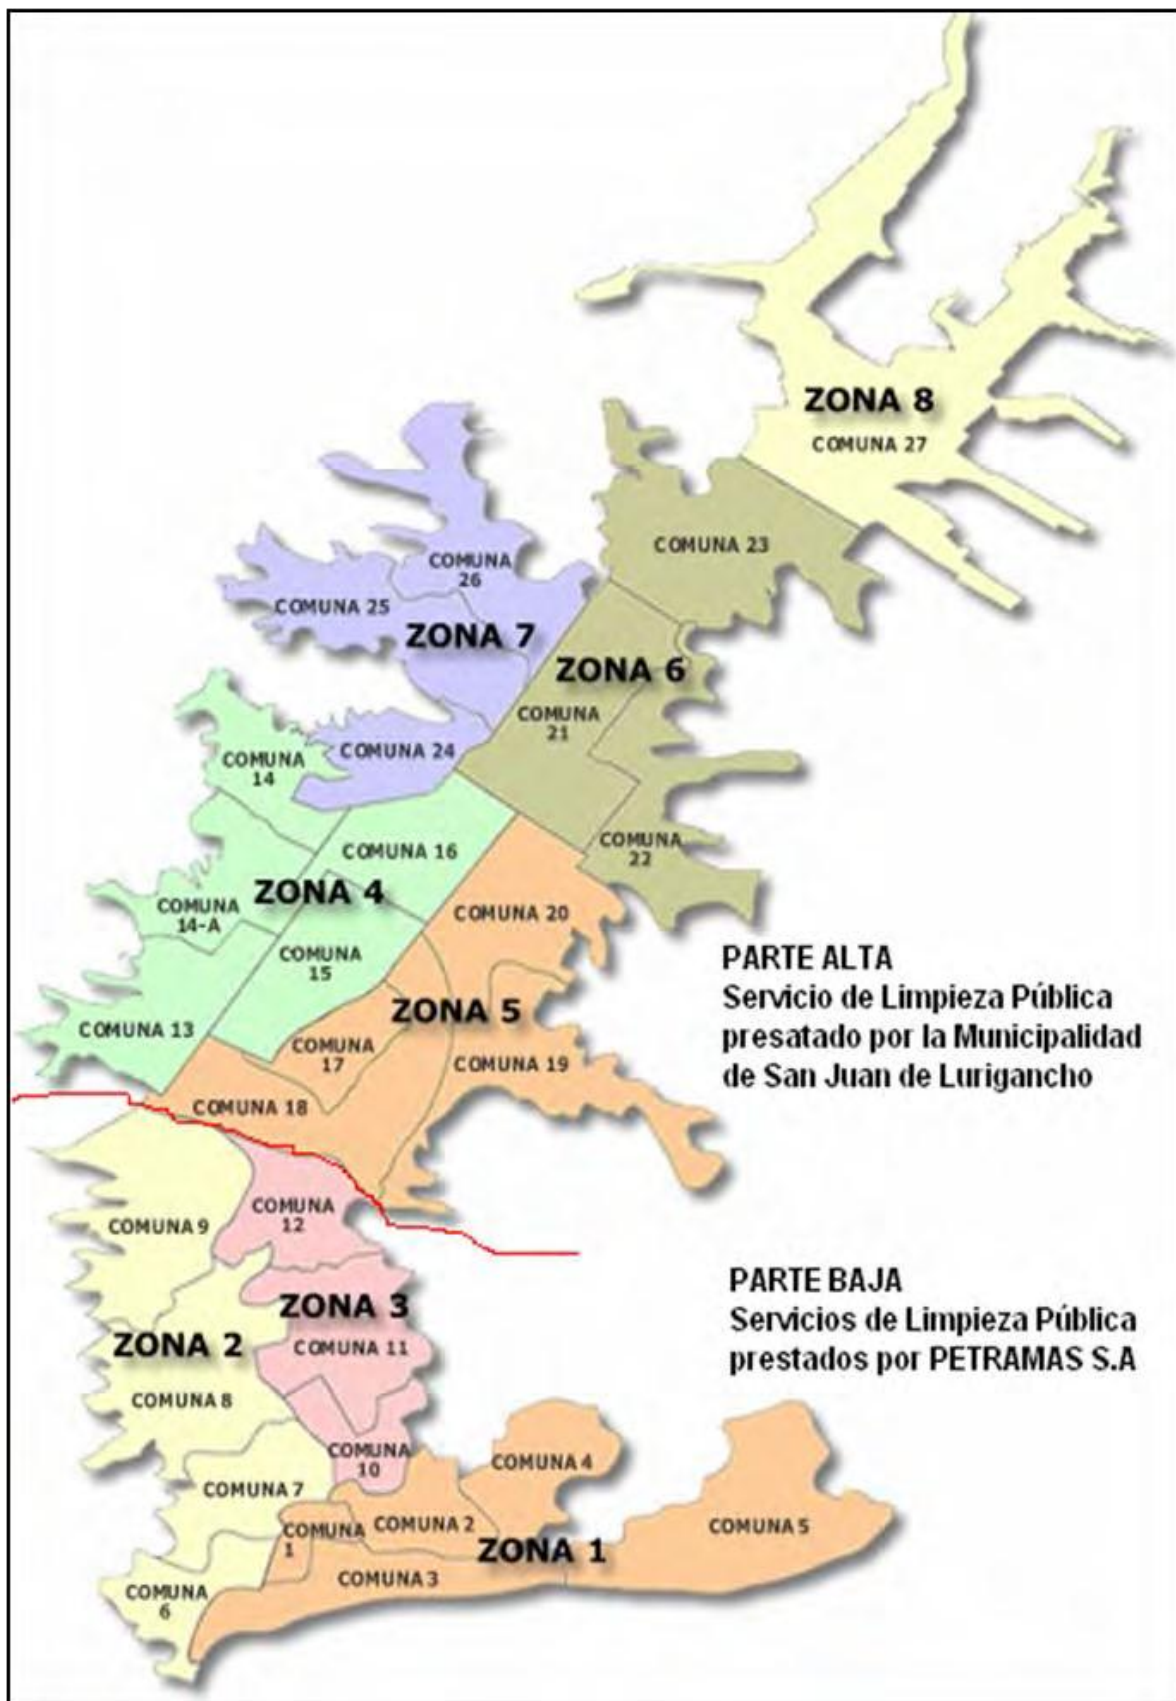 ZONA 8
COMUNA 27
COMUNA 23
COMUNA
26
COMUNA 25
ZONA 7
ZONA 6
COMUNA
21
COMUNA 24
COMUNA
14
COMUNA
22
COMUNA 16
ZONA 4
COMUNA
14-A
COMUNA 20
COMUNA
15
PARTE ALTA
Servicio de Limpieza Pública
presatado por la Municipalidad
de San Juan de Lurigancho
ZONA 5
COMUNA 13
COMUNA
17
COMUNA 19
COMUNA 18
COMUNA
12
COMUNA 9
PARTE BAJA
Servicios de Limpieza Pública
prestados por PETRAMAS S.A
ZONA 3
ZONA 2
COMUNA 11
COMUNA 8
COMUNA
10
COMUNA 4
COMUNA 7
COMUNA
1
COMUNA 2
COMUNA 5
ZONA 1
COMUNA 3
COMUNA
6